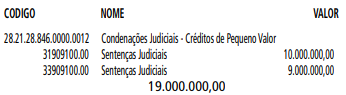 CODIGO NOME VALOR
28.21.28.846.0000.0012 Condenações Judiciais - Créditos de Pequeno Valor
31909100.00 Sentenças Judiciais 10.000.000,00
33909100.00 Sentenças Judiciais 9.000.000,00
19.000.000,00